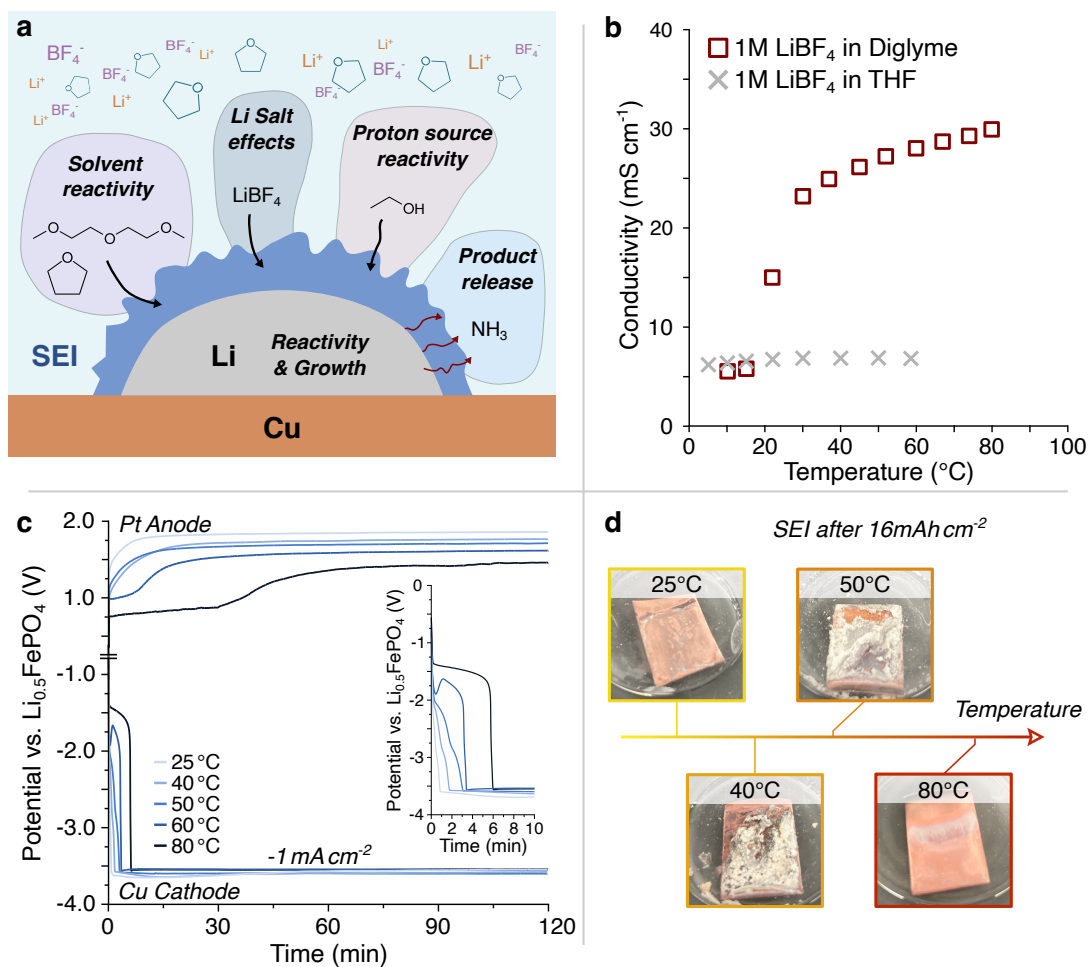 a
BF₄⁻
BF₄⁻
Li⁺
Li⁺
BF₄⁻
Li⁺
BF₄⁻
Li⁺
Li⁺
Li⁺
BF₄⁻
Li⁺
BF₄⁻
BF₄⁻
O
O
O
O
O
O
O
Solvent
reactivity
O
O
O
O
Li Salt
effects
LiBF₄
Proton source
reactivity
OH
Product
release
NH₃
SEI
Li
Reactivity
& Growth
Cu
b
1M LiBF₄ in Diglyme
1M LiBF₄ in THF
Conductivity (mS cm⁻¹)
40
30
20
10
0
0
20
40
60
80
100
Temperature (°C)
c
Pt Anode
Potential vs. Li₀.₅FePO₄ (V)
2.0
1.0
-1.0
-2.0
-3.0
-4.0
25 °C
40 °C
50 °C
60 °C
80 °C
-1 mA cm⁻²
Cu Cathode
0
30
60
90
120
Time (min)
Potential vs. Li₀.₅FePO₄ (V)
0
-1
-2
-3
-4
0
2
4
6
8
10
Time (min)
d
SEI after 16mAh cm⁻²
25°C
50°C
Temperature
40°C
80°C